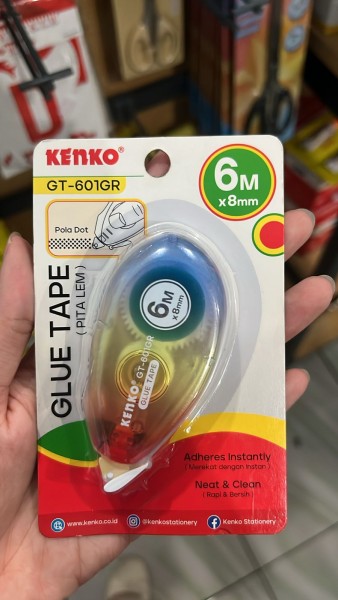 KENKO®
GT-601GR
6M
x8mm
Pola Dot
GLUE TAPE
( PITA LEM )
6M
x8mm
KENKO®
GT-601GR
GLUE TAPE
Adheres Instantly
( Merekat dengan Instan )
Neat & Clean
( Rapi & Bersih )
www.kenko.co.id
@kenkostationery
Kenko Stationery